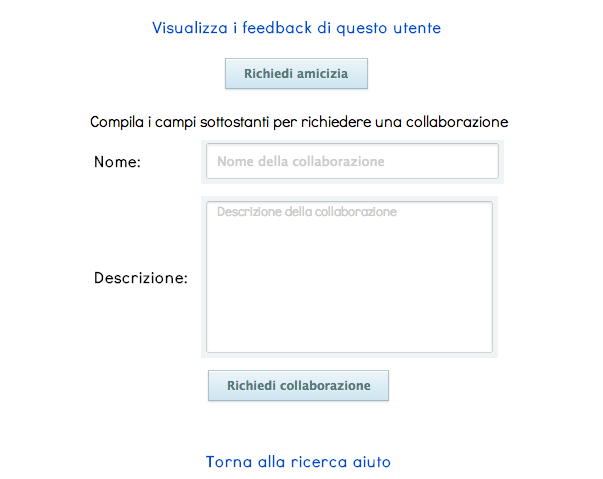 Visualizza i feedback di questo utente
Richiedi amicizia
Compila i campi sottostanti per richiedere una collaborazione
Nome:
Nome della collaborazione
Descrizione della collaborazione
Descrizione:
Richiedi collaborazione
Torna alla ricerca aiuto